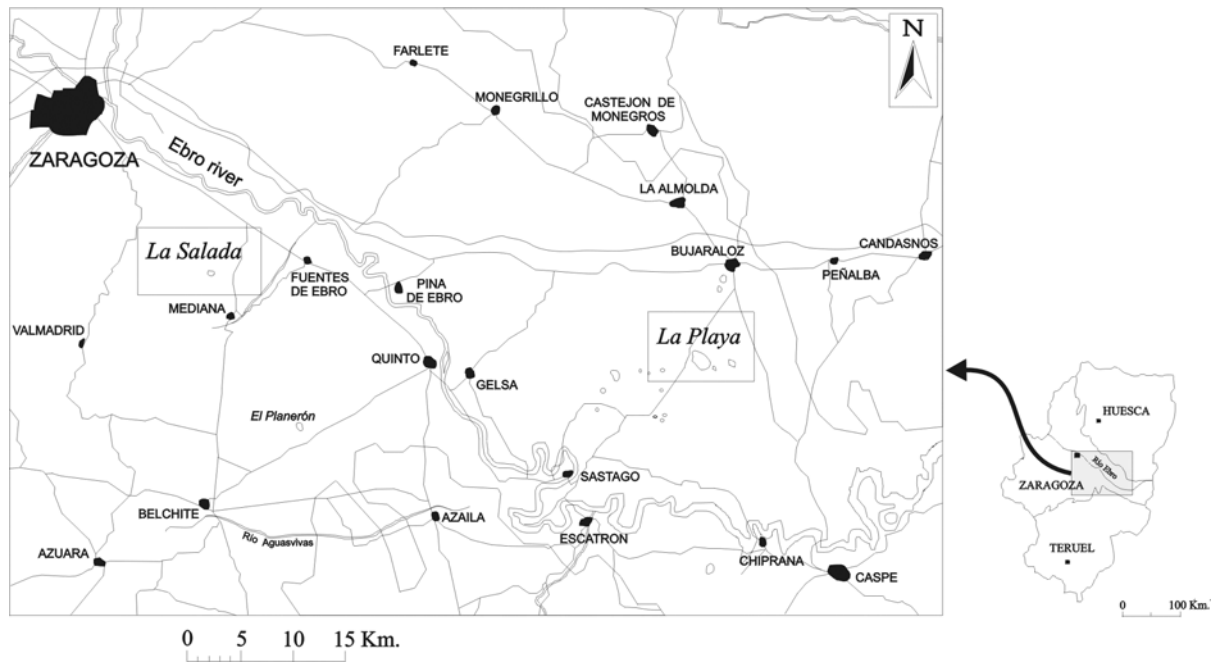 N
FARLETE
MONEGRILLO
CASTEJON DE
MONEGROS
ZARAGOZA
Ebro river
LA ALMOLDA
La Salada
BUJARALOZ
CANDASNOS
PEÑALBA
FUENTES
DE EBRO
PINA
DE EBRO
MEDIANA
VALMADRID
La Playa
QUINTO
GELSA
El Planerón
SASTAGO
BELCHITE
AZAILA
Río Aguasvivas
ESCATRON
AZUARA
CHIPRANA
CASPE
0 5 10 15 Km.
HUESCA
Río Ebro
ZARAGOZA
TERUEL
0 100 Km.